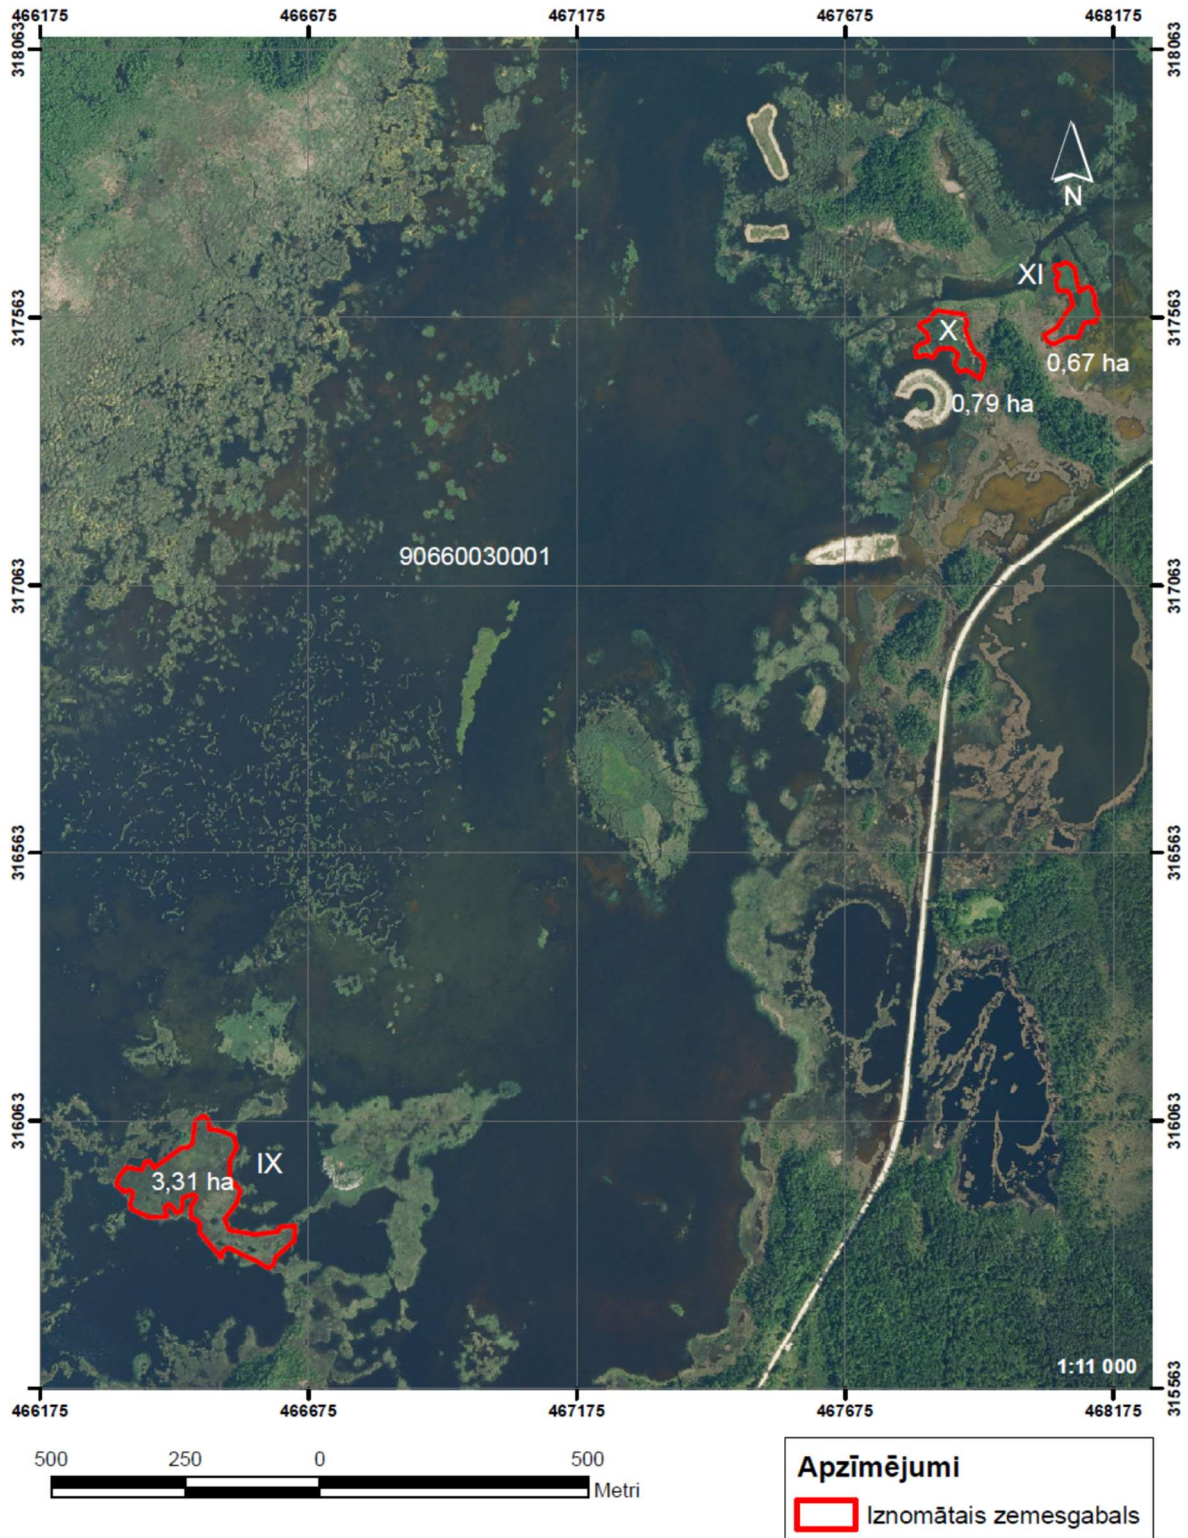 466175 466675 467175 467675 468175
318063 318063
N
XI
317563 317563
X
0,67 ha
0,79 ha
90660030001
317063 317063
316563 316563
316063 316063
IX
3,31 ha
1:11 000
315563
466175 466675 467175 467675 468175
500 250 0 500
Metri
Apzīmējumi
Iznomātais zemesgabals